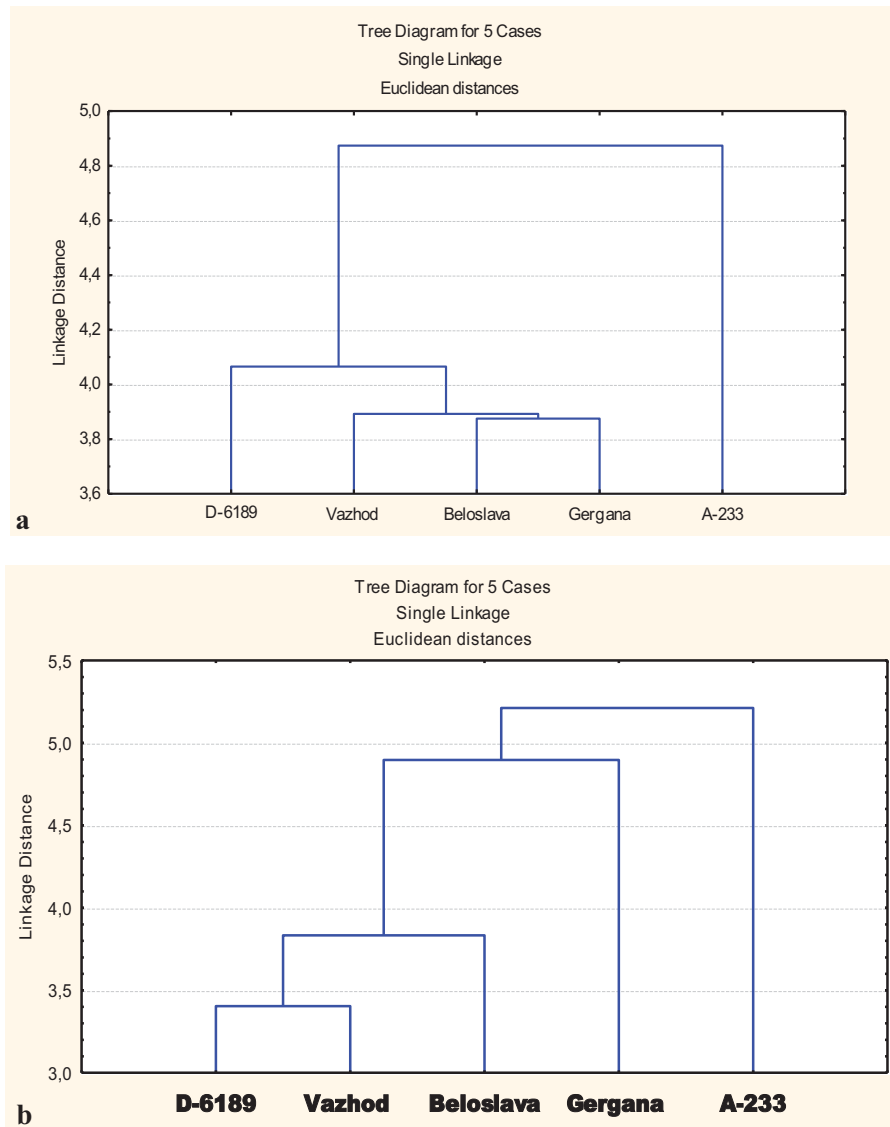 Tree Diagram for 5 Cases
Single Linkage
Euclidean distances
5,0
4,8
4,6
4,4
4,2
4,0
3,8
3,6
Linkage Distance
D-6189 Vazhod Beloslava Gergana A-233
a
Tree Diagram for 5 Cases
Single Linkage
Euclidean distances
5,5
5,0
4,5
4,0
3,5
3,0
Linkage Distance
D-6189 Vazhod Beloslava Gergana A-233
b